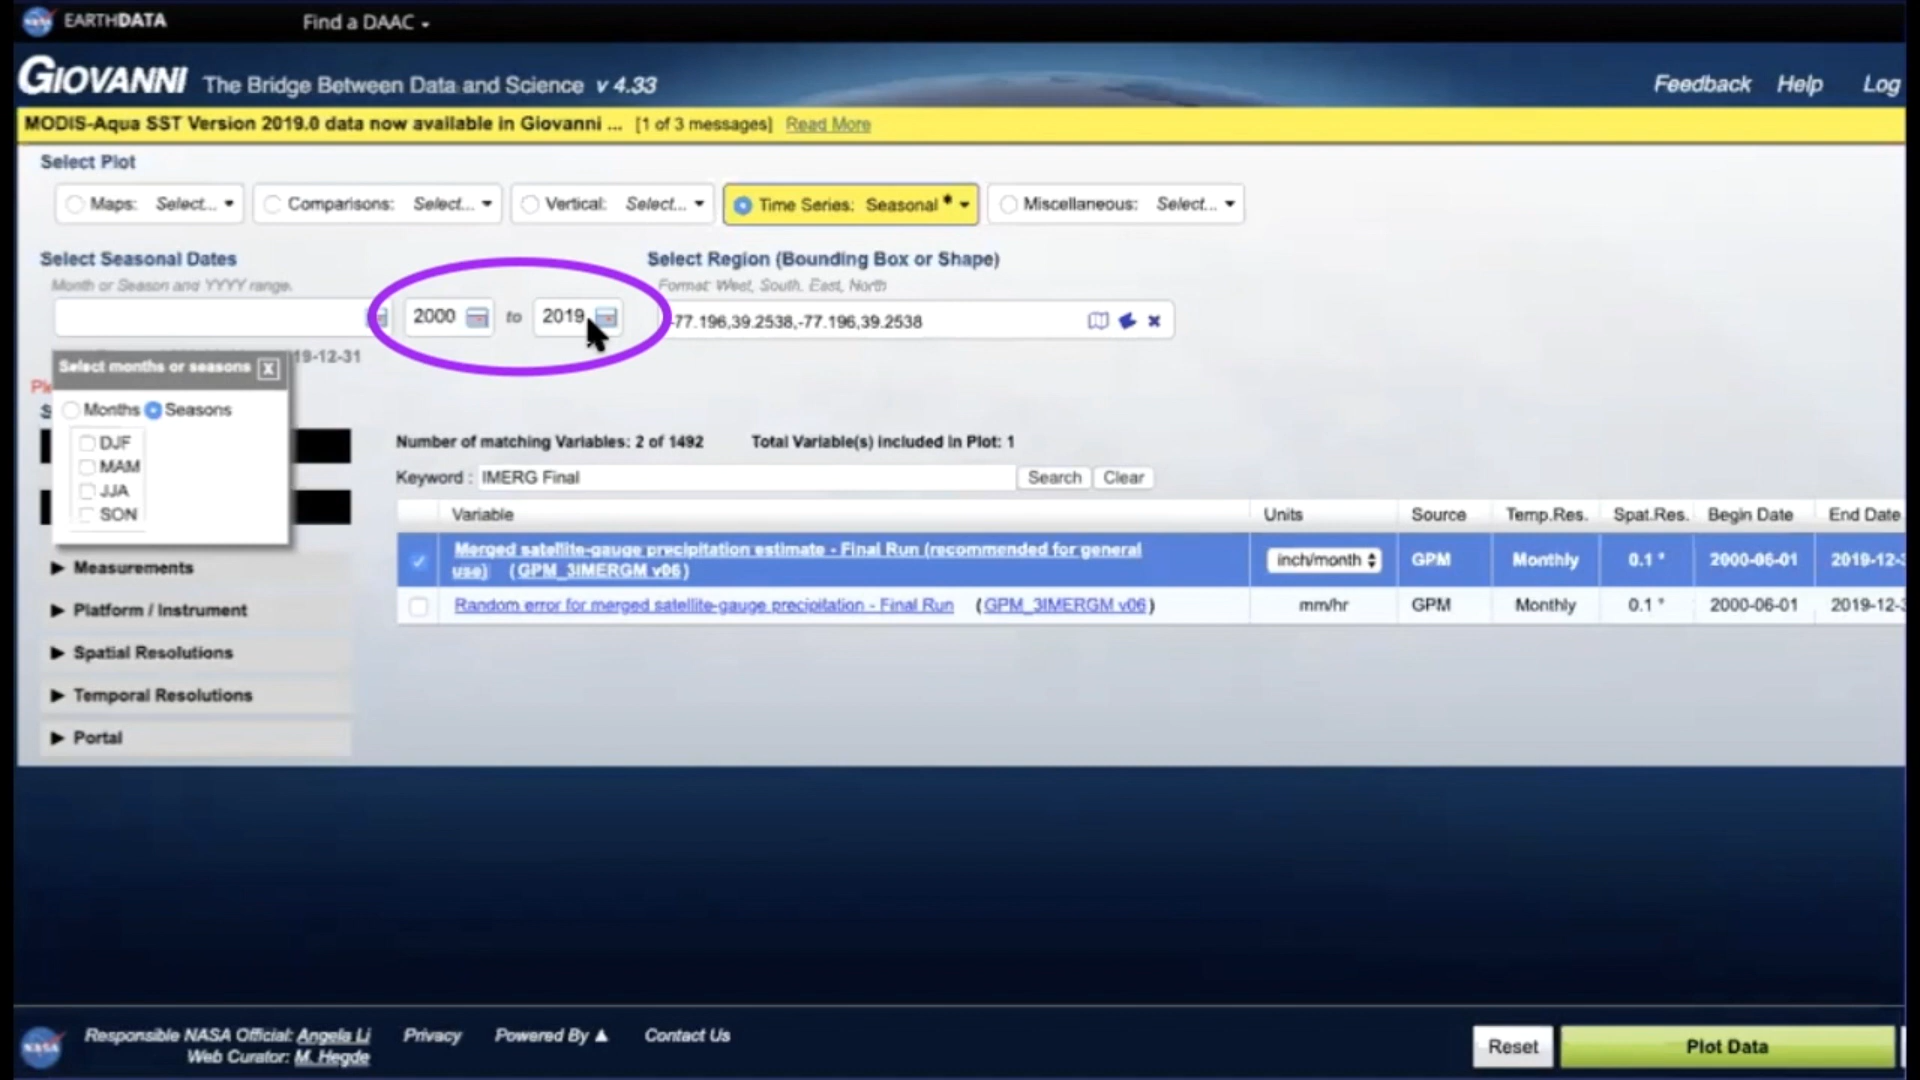 EARTHDATA
Find a DAAC
GIOVANNI The Bridge Between Data and Science v 4.33
Feedback Help Log
MODIS-Aqua SST Version 2019.0 data now available in Giovanni ... [1 of 3 messages] Read More
Select Plot
Maps: Select... Comparisons: Select... Vertical: Select... Time Series: Seasonal * Miscellaneous: Select...
Select Seasonal Dates
Month or Season and YYYY range.
2000 to 2019
Select Region (Bounding Box or Shape)
Format: West, South, East, North
-77.196,39.2538,-77.196,39.2538
19-12-31
Select months or seasons X
Months Seasons
DJF
MAM
JJA
SON
Number of matching Variables: 2 of 1492 Total Variable(s) included in Plot: 1
Keyword : IMERG Final Search Clear
Variable Units Source Temp.Res. Spat.Res. Begin Date End Date
Merged satellite-gauge precipitation estimate - Final Run (recommended for general
use) (GPM_3IMERGM v06) inch/month GPM Monthly 0.1 ° 2000-06-01 2019-12-3
Random error for merged satellite-gauge precipitation - Final Run (GPM_3IMERGM v06) mm/hr GPM Monthly 0.1 ° 2000-06-01 2019-12-3
Measurements
Platform / Instrument
Spatial Resolutions
Temporal Resolutions
Portal
NASA
Responsible NASA Official: Angela Li
Web Curator: M. Hegde
Privacy Powered By Contact Us
Reset Plot Data